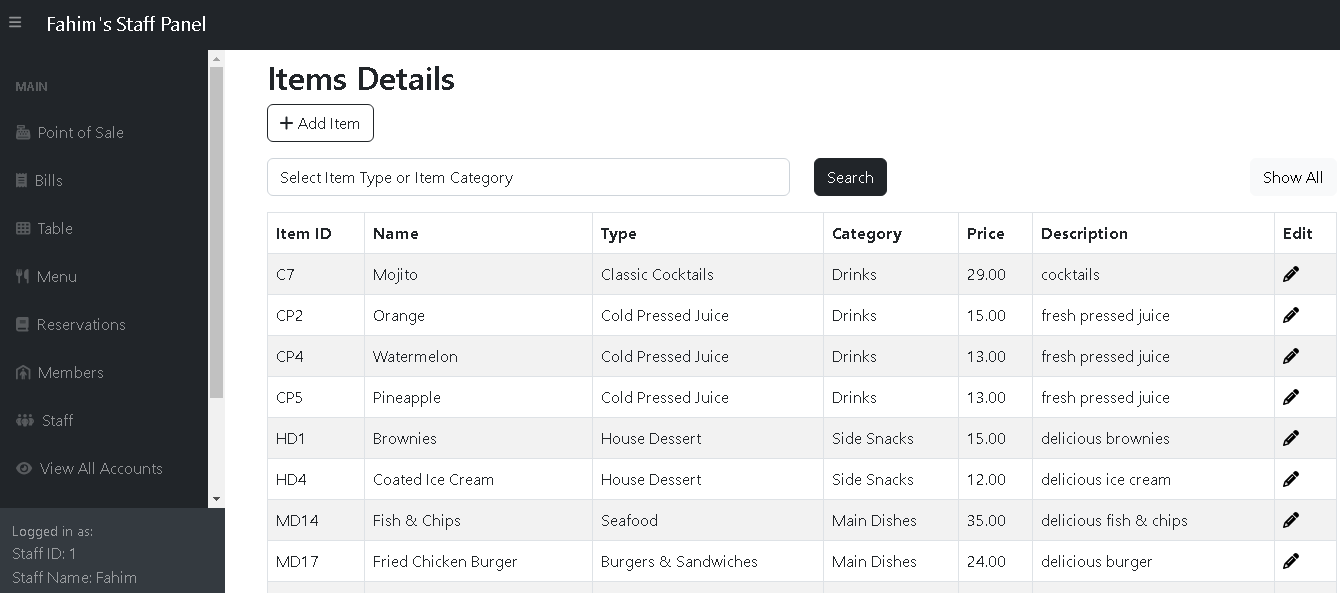 Fahim's Staff Panel
MAIN
Point of Sale
Bills
Table
Menu
Reservations
Members
Staff
View All Accounts
Logged in as:
Staff ID: 1
Staff Name: Fahim
Items Details
+ Add Item
Select Item Type or Item Category
Search
Show All
Item ID Name Type Category Price Description Edit
C7 Mojito Classic Cocktails Drinks 29.00 cocktails
CP2 Orange Cold Pressed Juice Drinks 15.00 fresh pressed juice
CP4 Watermelon Cold Pressed Juice Drinks 13.00 fresh pressed juice
CP5 Pineapple Cold Pressed Juice Drinks 13.00 fresh pressed juice
HD1 Brownies House Dessert Side Snacks 15.00 delicious brownies
HD4 Coated Ice Cream House Dessert Side Snacks 12.00 delicious ice cream
MD14 Fish & Chips Seafood Main Dishes 35.00 delicious fish & chips
MD17 Fried Chicken Burger Burgers & Sandwiches Main Dishes 24.00 delicious burger